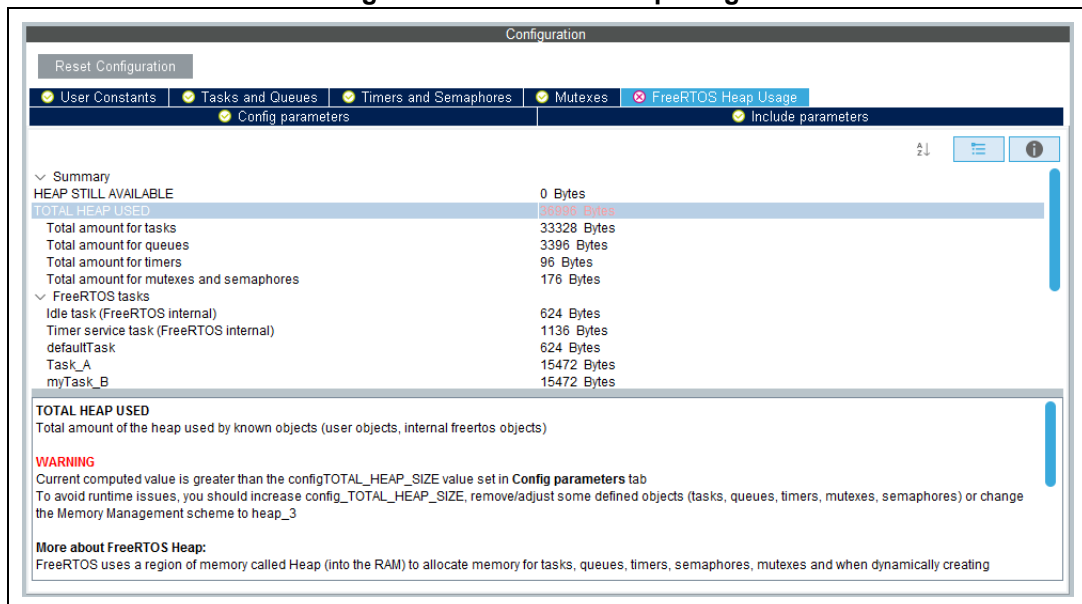 Configuration
Reset Configuration
User Constants Tasks and Queues Timers and Semaphores Mutexes FreeRTOS Heap Usage
Config parameters Include parameters
Summary
HEAP STILL AVAILABLE 0 Bytes
TOTAL HEAP USED 36996 Bytes
Total amount for tasks 33328 Bytes
Total amount for queues 3396 Bytes
Total amount for timers 96 Bytes
Total amount for mutexes and semaphores 176 Bytes
FreeRTOS tasks
Idle task (FreeRTOS internal) 624 Bytes
Timer service task (FreeRTOS internal) 1136 Bytes
defaultTask 624 Bytes
Task_A 15472 Bytes
myTask_B 15472 Bytes
TOTAL HEAP USED
Total amount of the heap used by known objects (user objects, internal freertos objects)
WARNING
Current computed value is greater than the configTOTAL_HEAP_SIZE value set in Config parameters tab
To avoid runtime issues, you should increase config_TOTAL_HEAP_SIZE, remove/adjust some defined objects (tasks, queues, timers, mutexes, semaphores) or change
the Memory Management scheme to heap_3
More about FreeRTOS Heap:
FreeRTOS uses a region of memory called Heap (into the RAM) to allocate memory for tasks, queues, timers, semaphores, mutexes and when dynamically creating